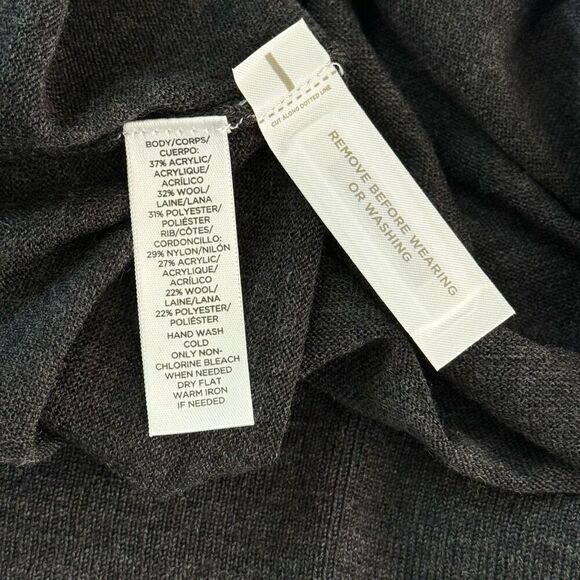 BODY/CORPS/
CUERPO:
37% ACRYLIC/
ACRYLIQUE/
ACRÍLICO
32% WOOL/
LAINE/LANA
31% POLYESTER/
POLIÉSTER
RIB/CÔTES/
CORDONCILLO:
29% NYLON/NILÓN
27% ACRYLIC/
ACRYLIQUE/
ACRÍLICO
22% WOOL/
LAINE/LANA
22% POLYESTER/
POLIÉSTER
HAND WASH
COLD
ONLY NON-
CHLORINE BLEACH
WHEN NEEDED
DRY FLAT
WARM IRON
IF NEEDED
CUT ALONG DOTTED LINE
REMOVE BEFORE WEARING
OR WASHING